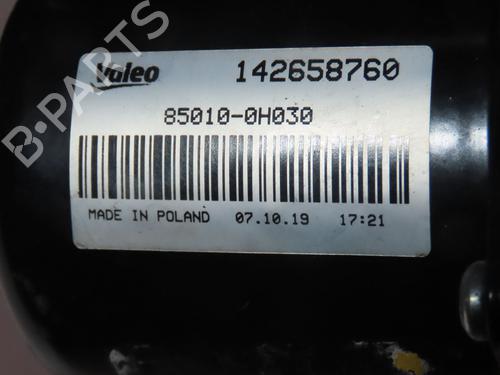 B-PARTS
Valeo 142658760
85010-0H030
MADE IN POLAND 07.10.19 17:21